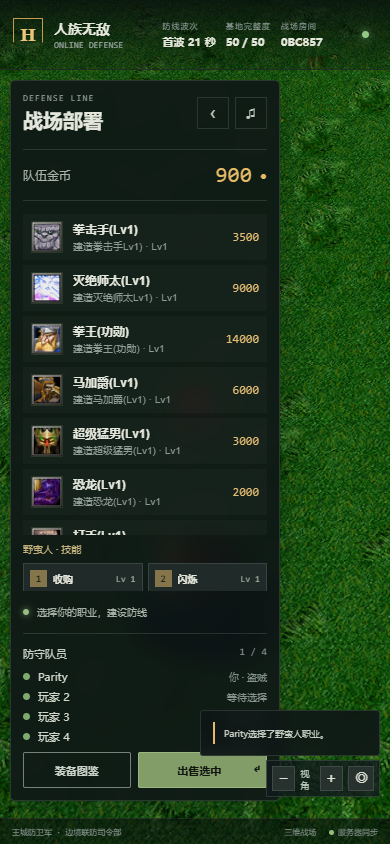 H
人族无敌
ONLINE DEFENSE
防线波次
首波 21 秒
基地完整度
50 / 50
战场房间
0BC857
DEFENSE LINE
战场部署
队伍金币
900
拳击手(Lv1)
建造拳击手Lv1) · Lv1
3500
灭绝师太(Lv1)
建造灭绝师太Lv1) · Lv1
9000
拳王(功勋)
建造拳王(功勋) · Lv1
14000
马加爵(Lv1)
建造马加爵(Lv1) · Lv1
6000
超级猛男(Lv1)
建造超级猛男(Lv1) · Lv1
3000
恐龙(Lv1)
建造恐龙(Lv1) · Lv1
2000
野蛮人 · 技能
1 收购 Lv 1
2 闪烁 Lv 1
选择你的职业，建设防线
防守队员 1 / 4
Parity 你 · 盗贼
玩家 2 等待选择
玩家 3
玩家 4
Parity选择了野蛮人职业。
装备图鉴
出售选中
− 视角 +
王城防卫军 · 边境联防司令部
三维战场
服务器同步